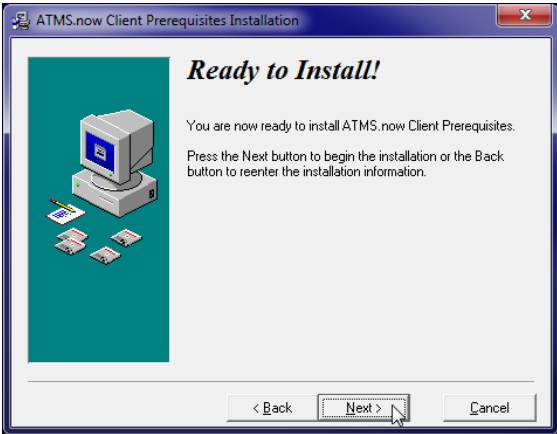 ATMS.now Client Prerequisites Installation
Ready to Install!
You are now ready to install ATMS.now Client Prerequisites.
Press the Next button to begin the installation or the Back
button to reenter the installation information.
< Back
Next >
Cancel